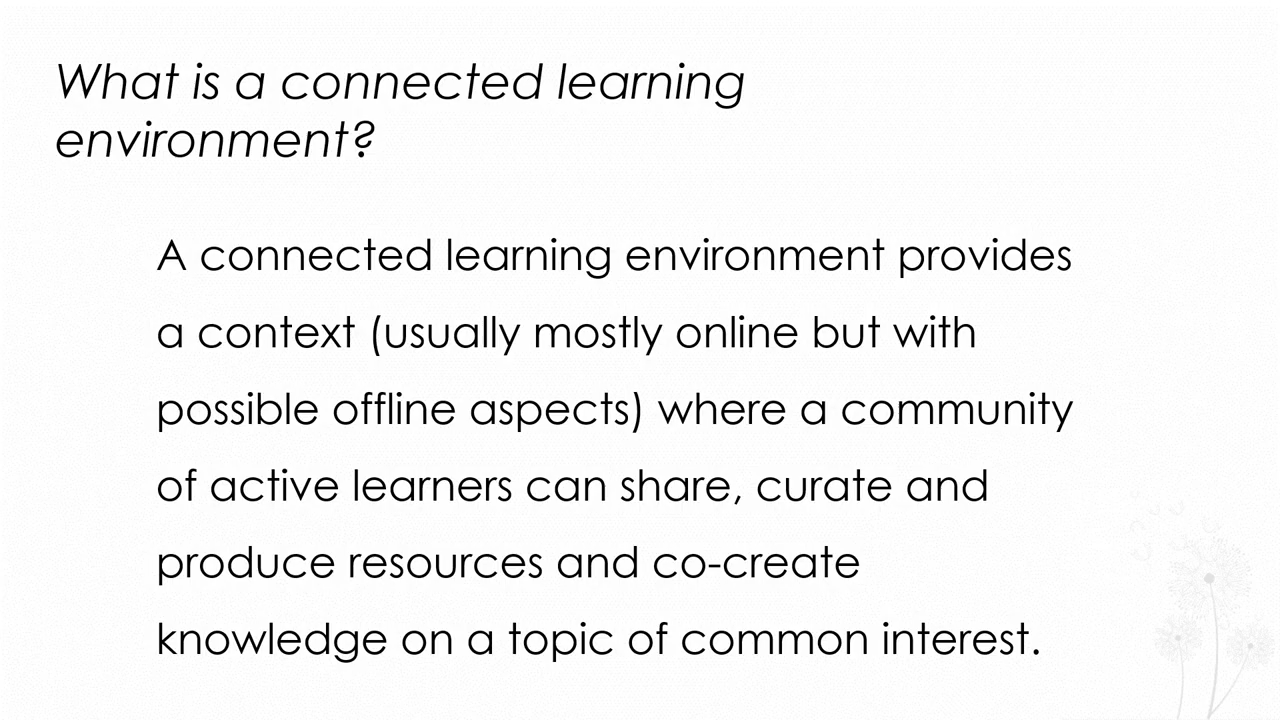 What is a connected learning
environment?
A connected learning environment provides
a context (usually mostly online but with
possible offline aspects) where a community
of active learners can share, curate and
produce resources and co-create
knowledge on a topic of common interest.